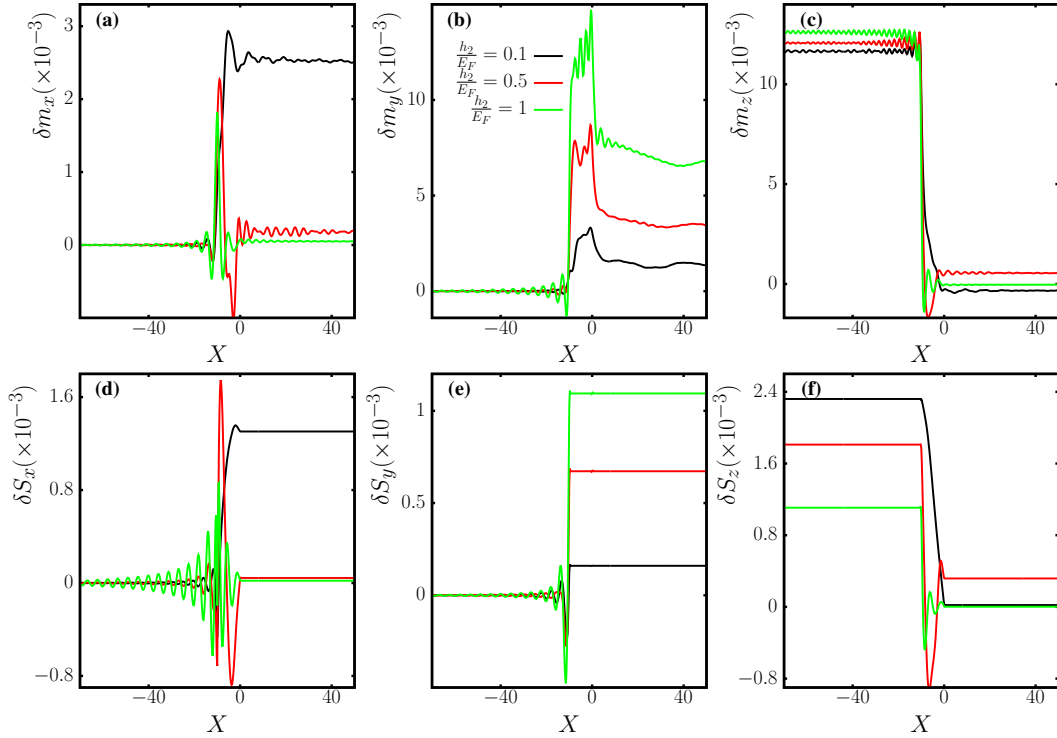 (a)
δm_x(×10⁻³)
3
2
1
0
−40
0
40
X
(b)
δm_y(×10⁻³)
10
5
0
h₂/E_F = 0.1
h₂/E_F = 0.5
h₂/E_F = 1
−40
0
40
X
(c)
δm_z(×10⁻³)
10
5
0
−40
0
40
X
(d)
δS_x(×10⁻³)
1.6
0.8
0
−0.8
−40
0
40
X
(e)
δS_y(×10⁻³)
1
0.5
0
−40
0
40
X
(f)
δS_z(×10⁻³)
2.4
1.6
0.8
0
−0.8
−40
0
40
X